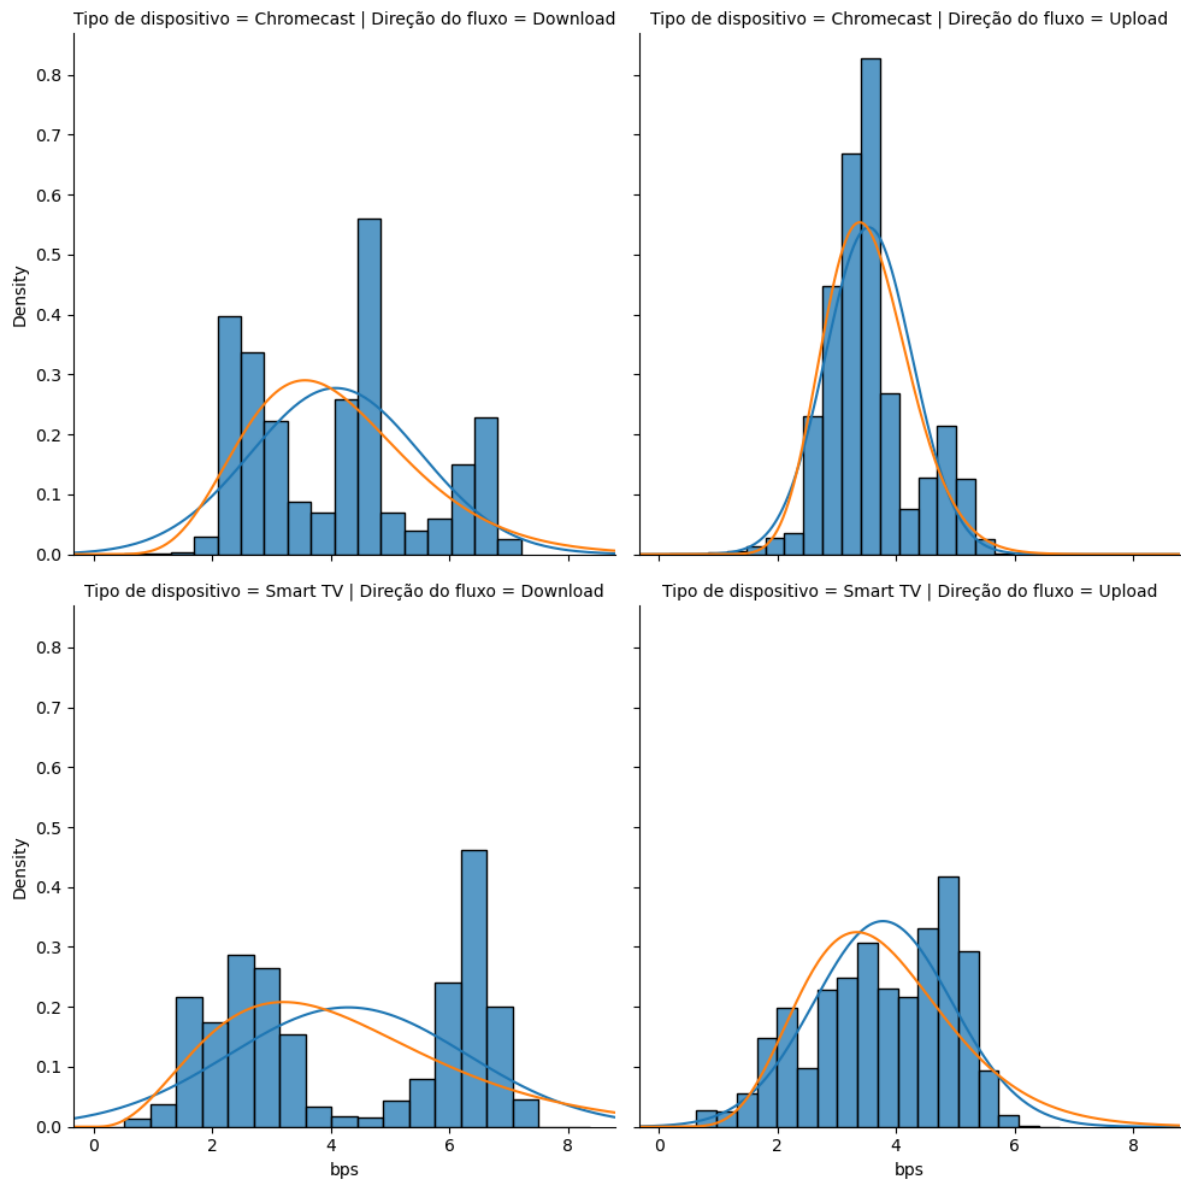 Tipo de dispositivo = Chromecast | Direção do fluxo = Download
Tipo de dispositivo = Chromecast | Direção do fluxo = Upload
0.8
0.7
0.6
0.5
0.4
0.3
0.2
0.1
0.0
Density
Tipo de dispositivo = Smart TV | Direção do fluxo = Download
Tipo de dispositivo = Smart TV | Direção do fluxo = Upload
0.8
0.7
0.6
0.5
0.4
0.3
0.2
0.1
0.0
Density
0 2 4 6 8
0 2 4 6 8
bps
bps